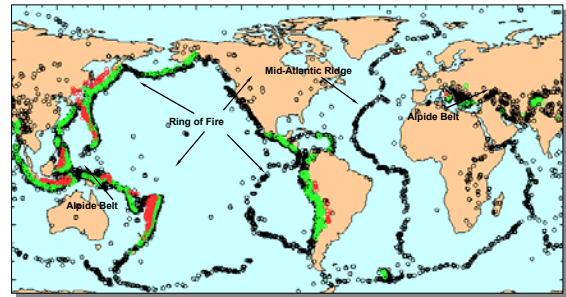 Mid-Atlantic Ridge
Ring of Fire
Alpide Belt
Alpide Belt